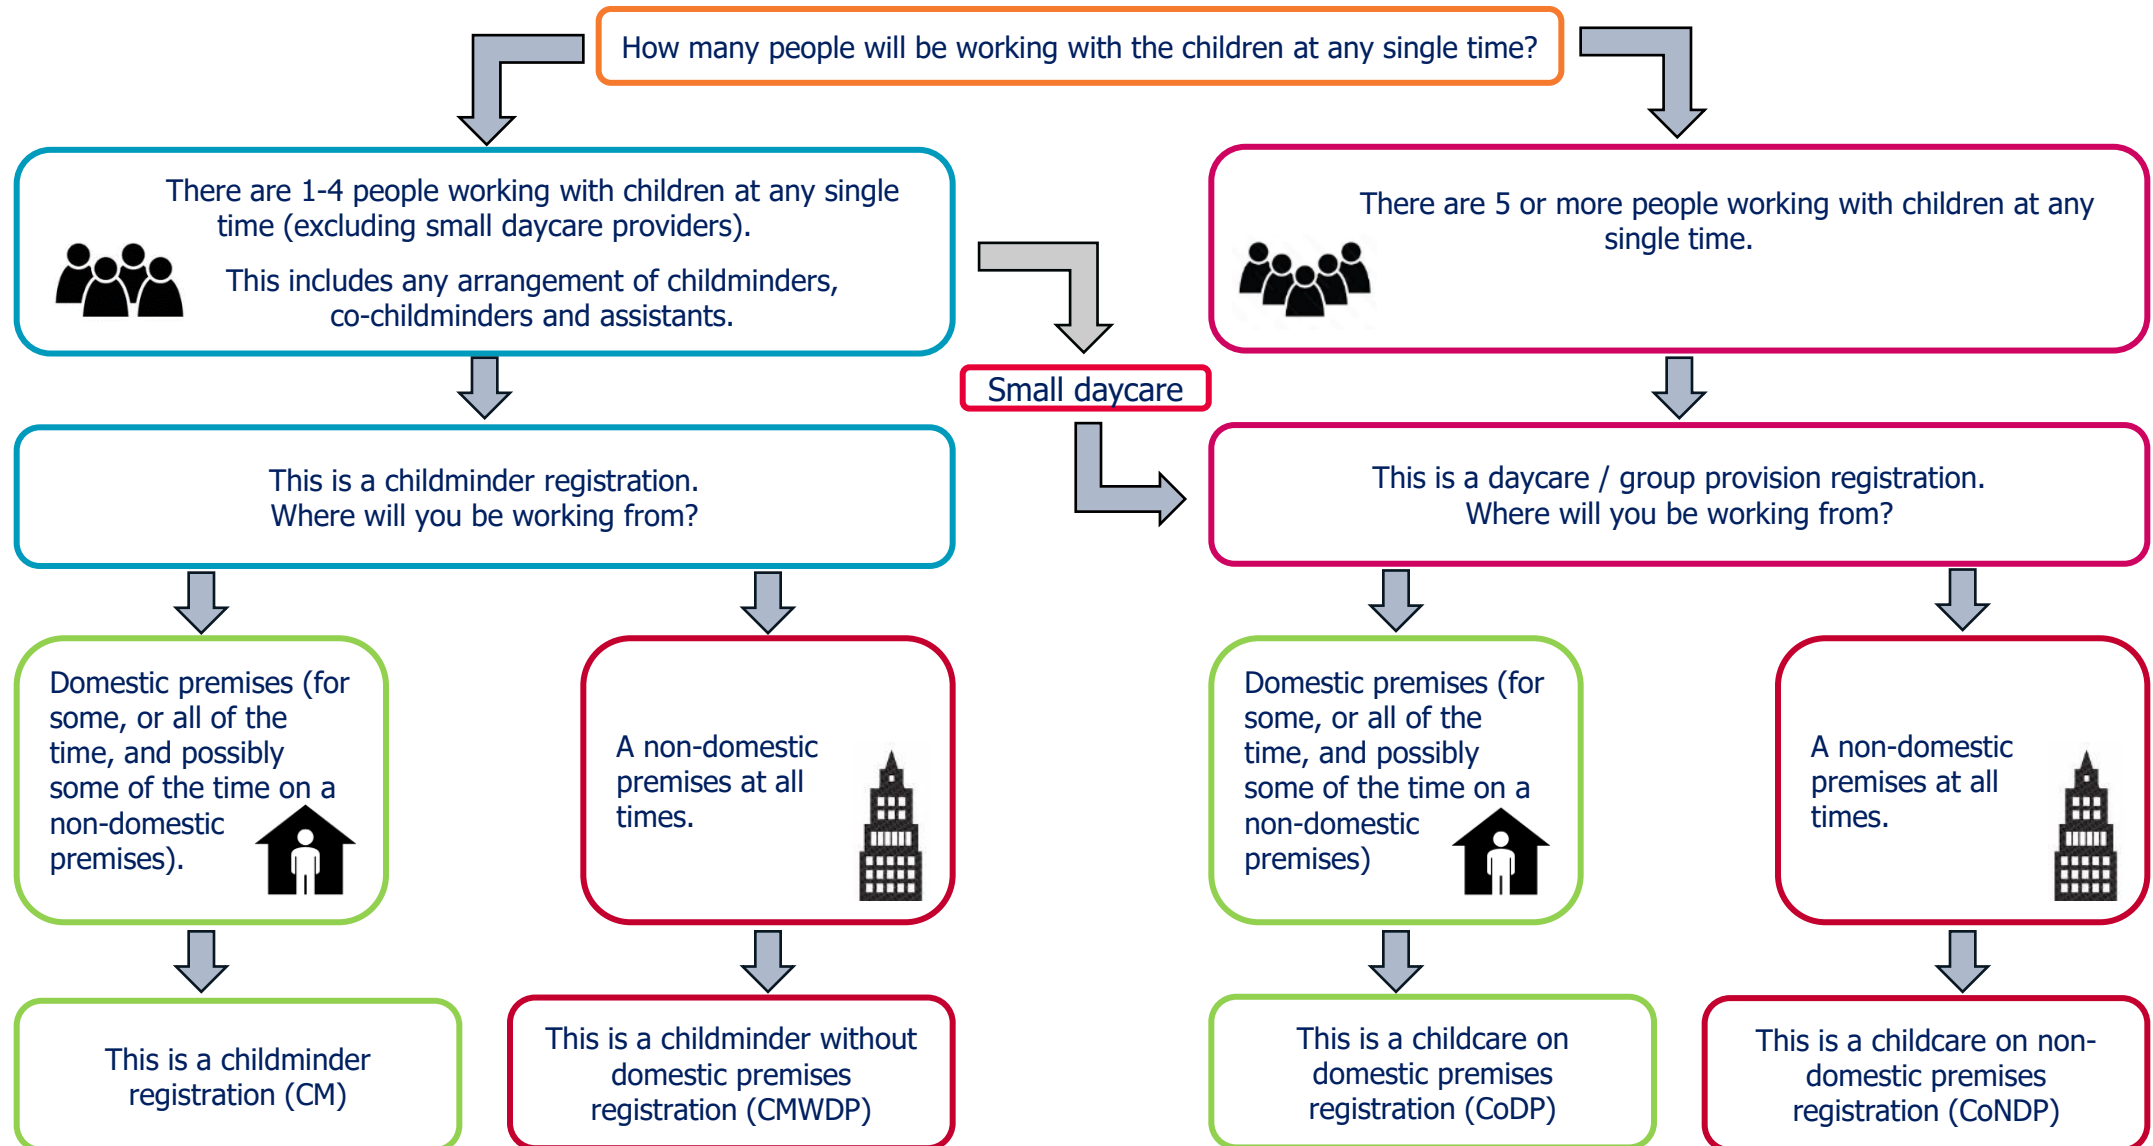 How many people will be working with the children at any single time?
There are 1-4 people working with children at any single
time (excluding small daycare providers).
This includes any arrangement of childminders,
co-childminders and assistants.
There are 5 or more people working with children at any
single time.
Small daycare
This is a childminder registration.
Where will you be working from?
This is a daycare / group provision registration.
Where will you be working from?
Domestic premises (for
some, or all of the
time, and possibly
some of the time on a
non-domestic
premises).
A non-domestic
premises at all
times.
Domestic premises (for
some, or all of the
time, and possibly
some of the time on a
non-domestic
premises)
A non-domestic
premises at all
times.
This is a childminder
registration (CM)
This is a childminder without
domestic premises
registration (CMWDP)
This is a childcare on
domestic premises
registration (CoDP)
This is a childcare on non-
domestic premises
registration (CoNDP)